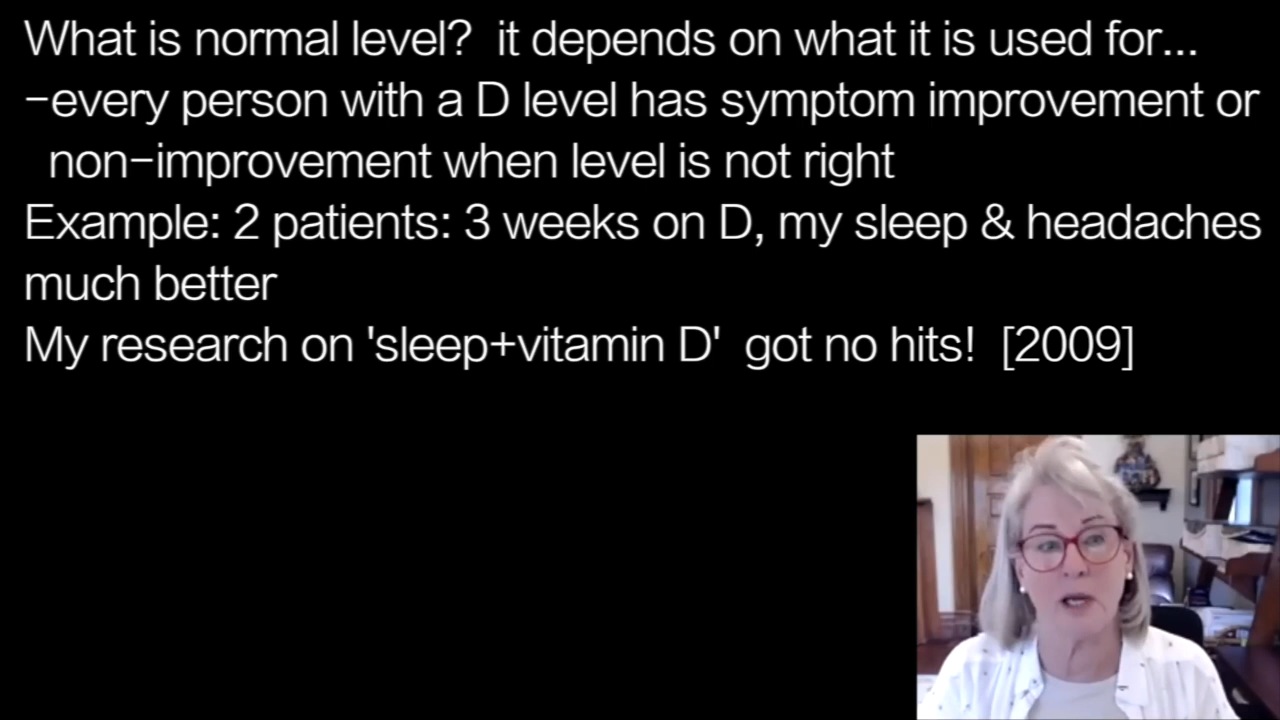 What is normal level?  it depends on what it is used for...
-every person with a D level has symptom improvement or
non-improvement when level is not right
Example: 2 patients: 3 weeks on D, my sleep & headaches
much better
My research on 'sleep+vitamin D'  got no hits!  [2009]